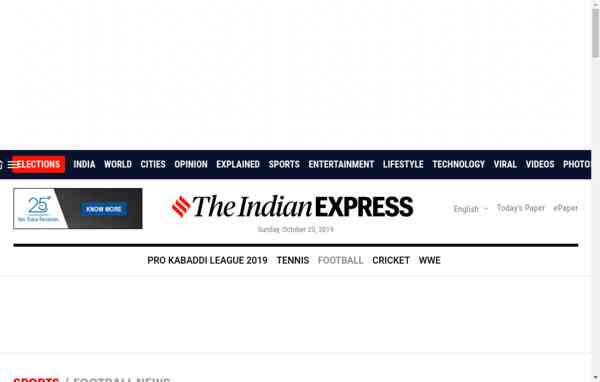 ELECTIONS INDIA WORLD CITIES OPINION EXPLAINED SPORTS ENTERTAINMENT LIFESTYLE TECHNOLOGY VIRAL VIDEOS PHOTOS
25
KNOW MORE
The Indian EXPRESS
English Today's Paper ePaper
Sunday, October 20, 2019
PRO KABADDI LEAGUE 2019 TENNIS FOOTBALL CRICKET WWE
SPORTS / FOOTBALL NEWS